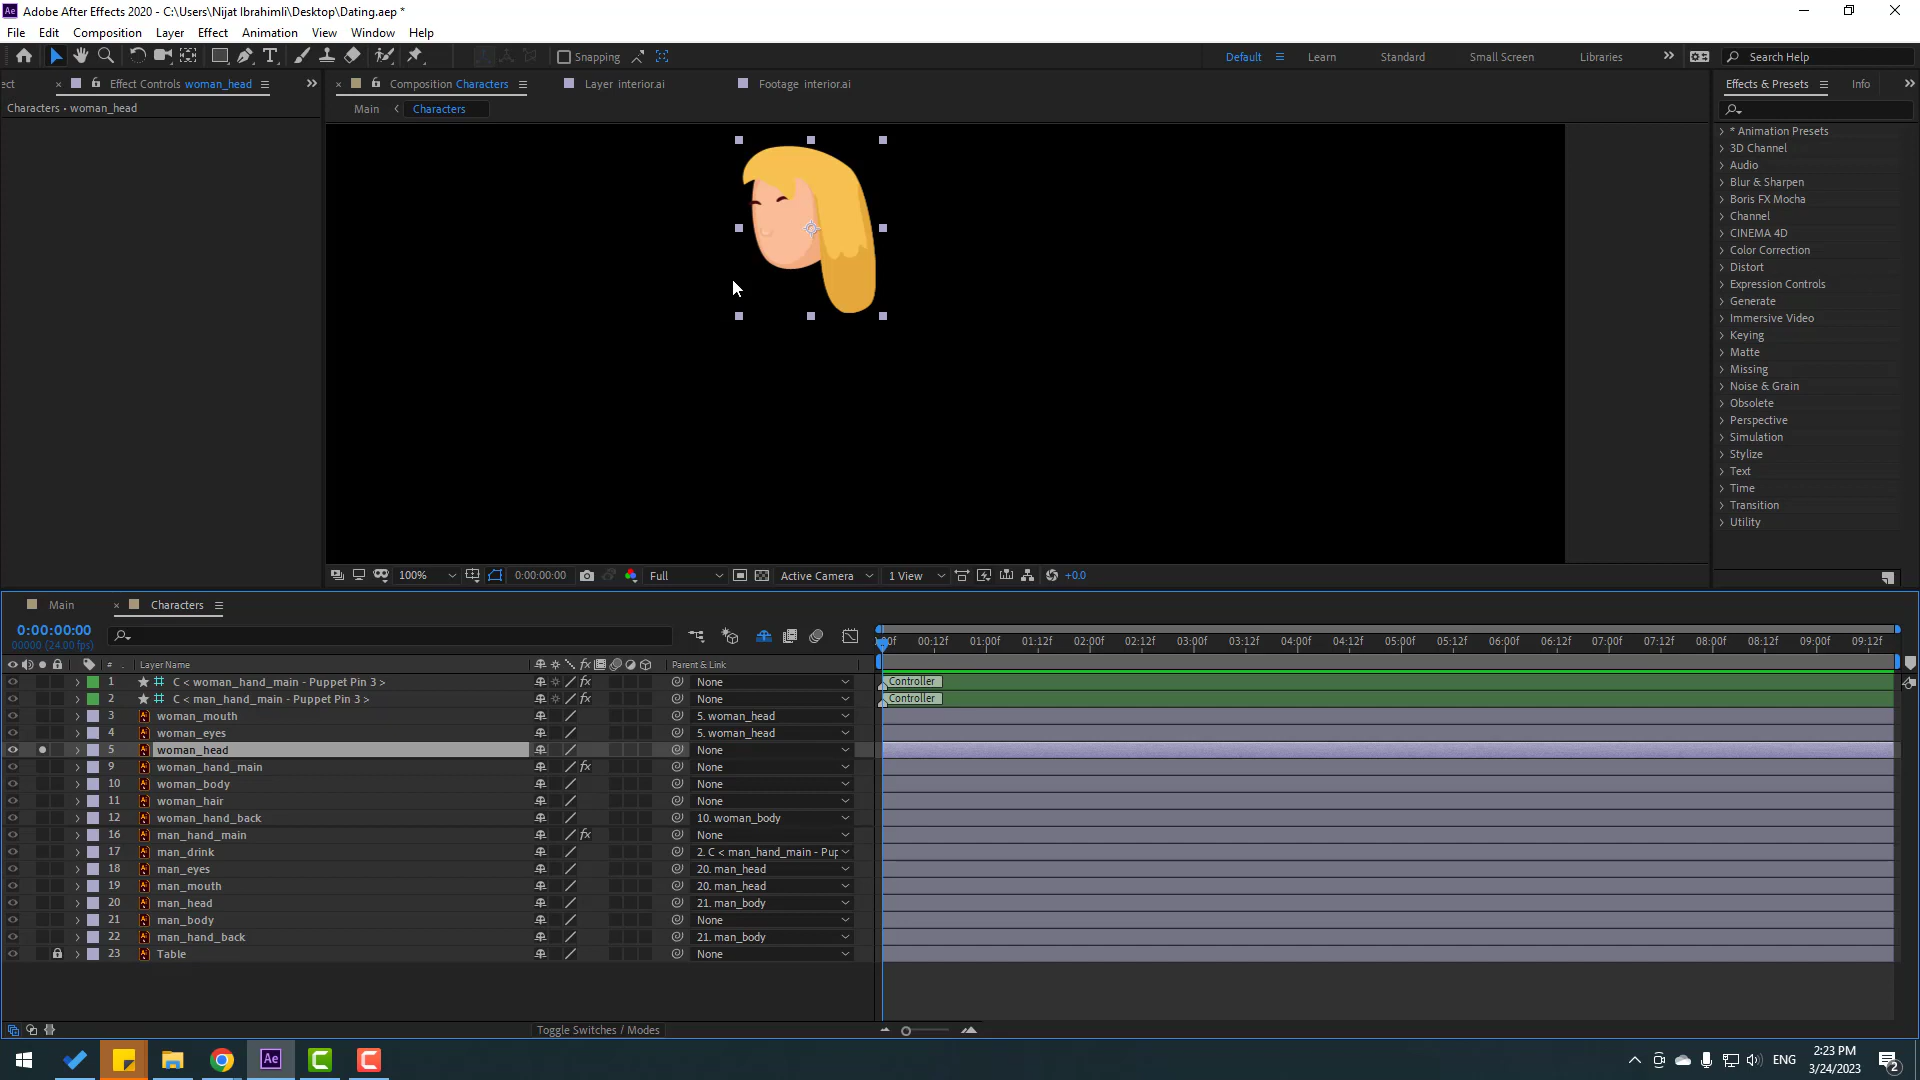 Adobe After Effects 2020 - C:\Users\Nijat Ibrahimli\Desktop\Dating.aep *
File Edit Composition Layer Effect Animation View Window Help
Snapping
Default Learn Standard Small Screen Libraries Search Help
ect Effect Controls woman_head
Composition Characters Layer interior.ai Footage interior.ai
Effects & Presets Info
Characters • woman_head
Main Characters
* Animation Presets
3D Channel
Audio
Blur & Sharpen
Boris FX Mocha
Channel
CINEMA 4D
Color Correction
Distort
Expression Controls
Generate
Immersive Video
Keying
Matte
Missing
Noise & Grain
Obsolete
Perspective
Simulation
Stylize
Text
Time
Transition
Utility
100% 0:00:00:00 Full Active Camera 1 View +0.0
Main Characters
0:00:00:00
00000 (24.00 fps)
:00f 00:12f 01:00f 01:12f 02:00f 02:12f 03:00f 03:12f 04:00f 04:12f 05:00f 05:12f 06:00f 06:12f 07:00f 07:12f 08:00f 08:12f 09:00f 09:12f
# Layer Name fx Parent & Link
1 C < woman_hand_main - Puppet Pin 3 > fx None Controller
2 C < man_hand_main - Puppet Pin 3 > fx None Controller
3 woman_mouth 5. woman_head
4 woman_eyes 5. woman_head
5 woman_head None
9 woman_hand_main fx None
10 woman_body None
11 woman_hair None
12 woman_hand_back 10. woman_body
16 man_hand_main fx None
17 man_drink 2. C < man_hand_main - Pup
18 man_eyes 20. man_head
19 man_mouth 20. man_head
20 man_head 21. man_body
21 man_body None
22 man_hand_back 21. man_body
23 Table None
Toggle Switches / Modes
Ae
ENG
2:23 PM
3/24/2023
2